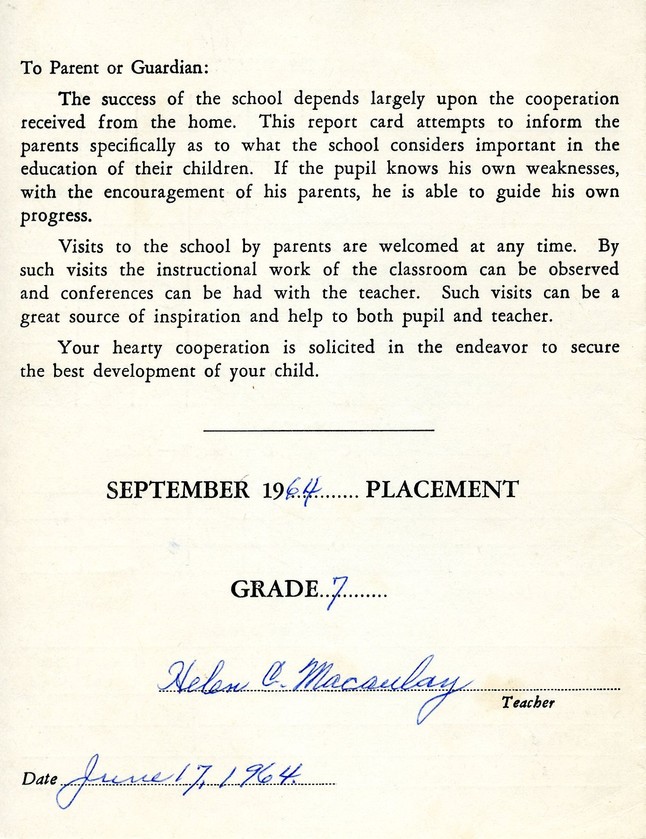 To Parent or Guardian:
The success of the school depends largely upon the cooperation
received from the home. This report card attempts to inform the
parents specifically as to what the school considers important in the
education of their children. If the pupil knows his own weaknesses,
with the encouragement of his parents, he is able to guide his own
progress.
Visits to the school by parents are welcomed at any time. By
such visits the instructional work of the classroom can be observed
and conferences can be had with the teacher. Such visits can be a
great source of inspiration and help to both pupil and teacher.
Your hearty cooperation is solicited in the endeavor to secure
the best development of your child.
SEPTEMBER 1964 PLACEMENT
GRADE 7
Helen C. Macaulay
Teacher
Date June 17, 1964.